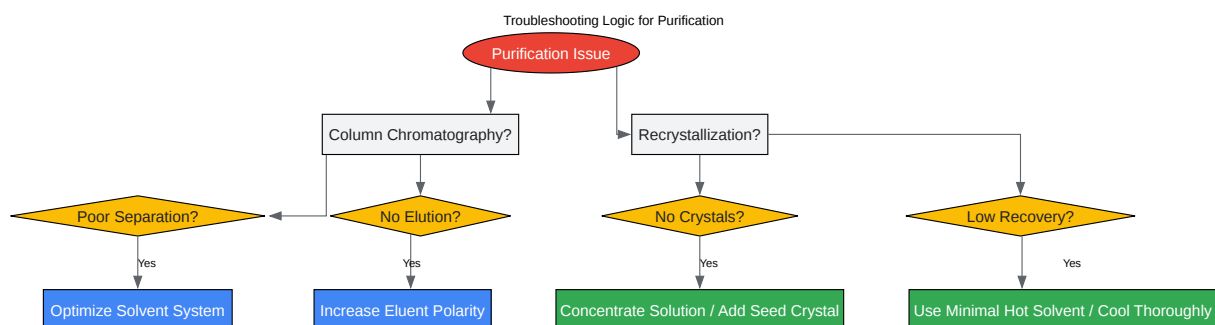 Troubleshooting Logic for Purification
Purification Issue
Column Chromatography?
Recrystallization?
Poor Separation?
No Elution?
No Crystals?
Low Recovery?
Yes
Yes
Yes
Yes
Optimize Solvent System
Increase Eluent Polarity
Concentrate Solution / Add Seed Crystal
Use Minimal Hot Solvent / Cool Thoroughly